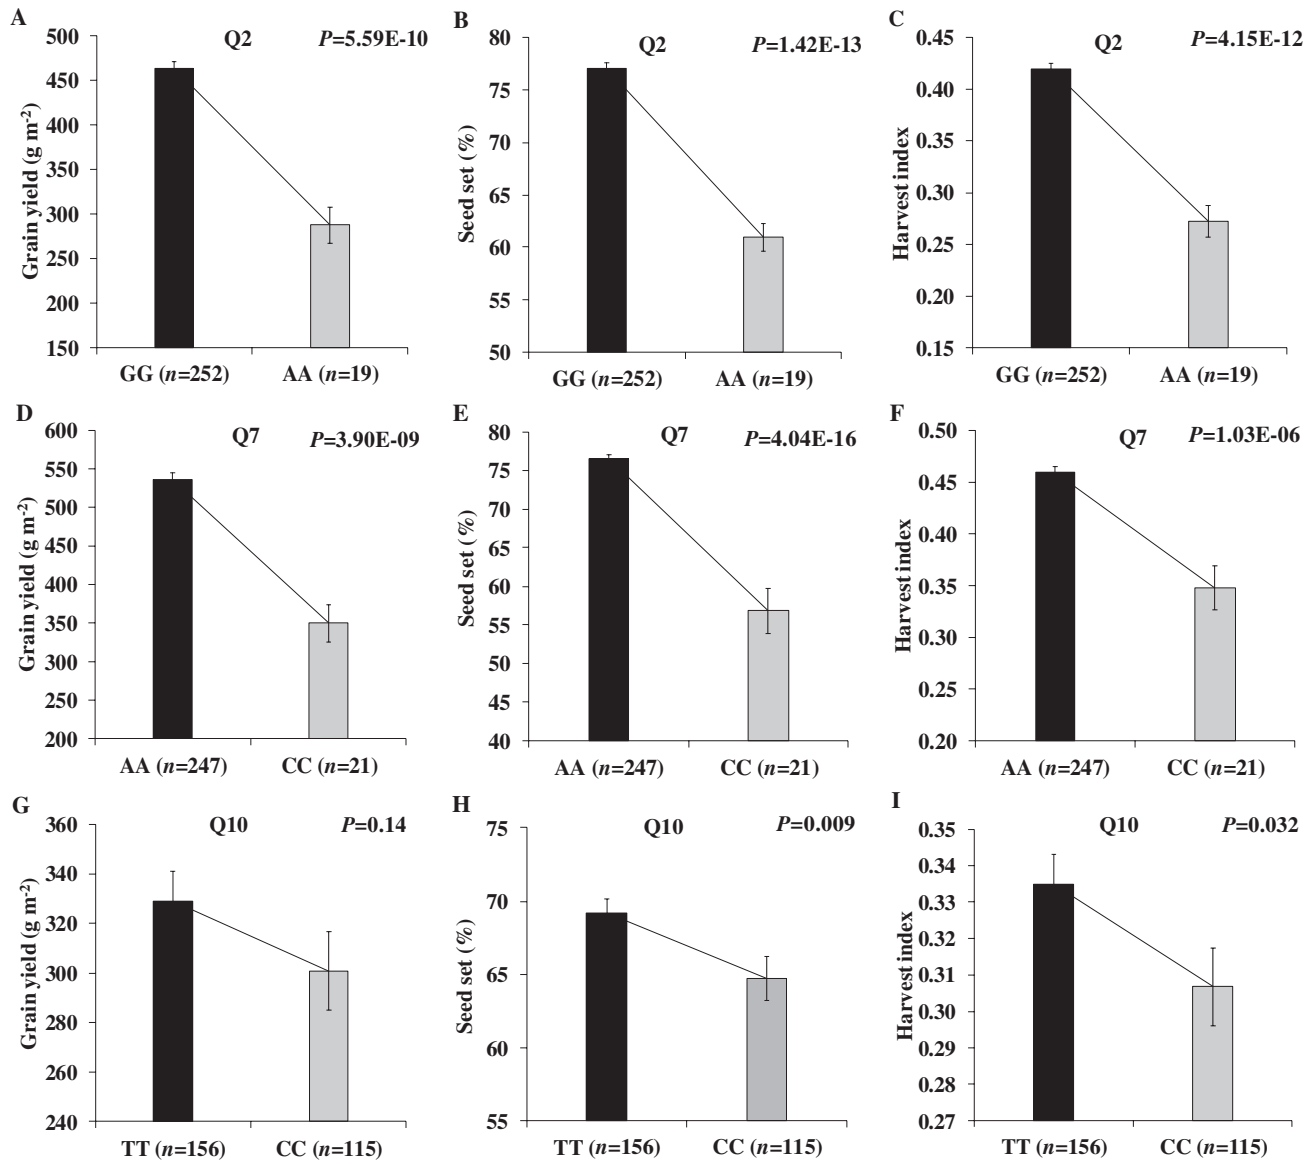 A
Q2
P=5.59E-10
Grain yield (g m-2)
500
450
400
350
300
250
200
150
GG (n=252)
AA (n=19)
B
Q2
P=1.42E-13
Seed set (%)
80
75
70
65
60
55
50
GG (n=252)
AA (n=19)
C
Q2
P=4.15E-12
Harvest index
0.45
0.40
0.35
0.30
0.25
0.20
0.15
GG (n=252)
AA (n=19)
D
Q7
P=3.90E-09
Grain yield (g m-2)
600
550
500
450
400
350
300
250
200
AA (n=247)
CC (n=21)
E
Q7
P=4.04E-16
Seed set (%)
80
75
70
65
60
55
50
45
40
AA (n=247)
CC (n=21)
F
Q7
P=1.03E-06
Harvest index
0.50
0.45
0.40
0.35
0.30
0.25
0.20
AA (n=247)
CC (n=21)
G
Q10
P=0.14
Grain yield (g m-2)
360
340
320
300
280
260
240
TT (n=156)
CC (n=115)
H
Q10
P=0.009
Seed set (%)
75
70
65
60
55
TT (n=156)
CC (n=115)
I
Q10
P=0.032
Harvest index
0.35
0.34
0.33
0.32
0.31
0.30
0.29
0.28
0.27
TT (n=156)
CC (n=115)